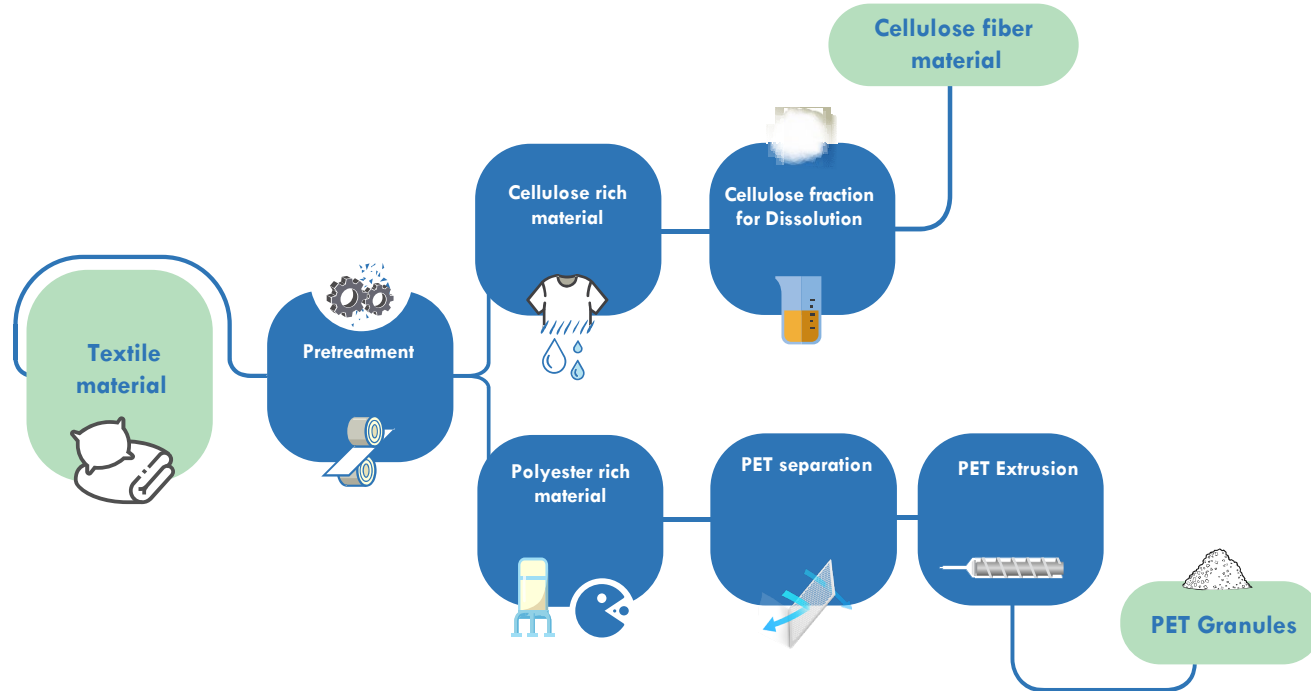 Cellulose fiber
material
Cellulose rich
material
Cellulose fraction
for Dissolution
Textile
material
Pretreatment
Polyester rich
material
PET separation
PET Extrusion
PET Granules